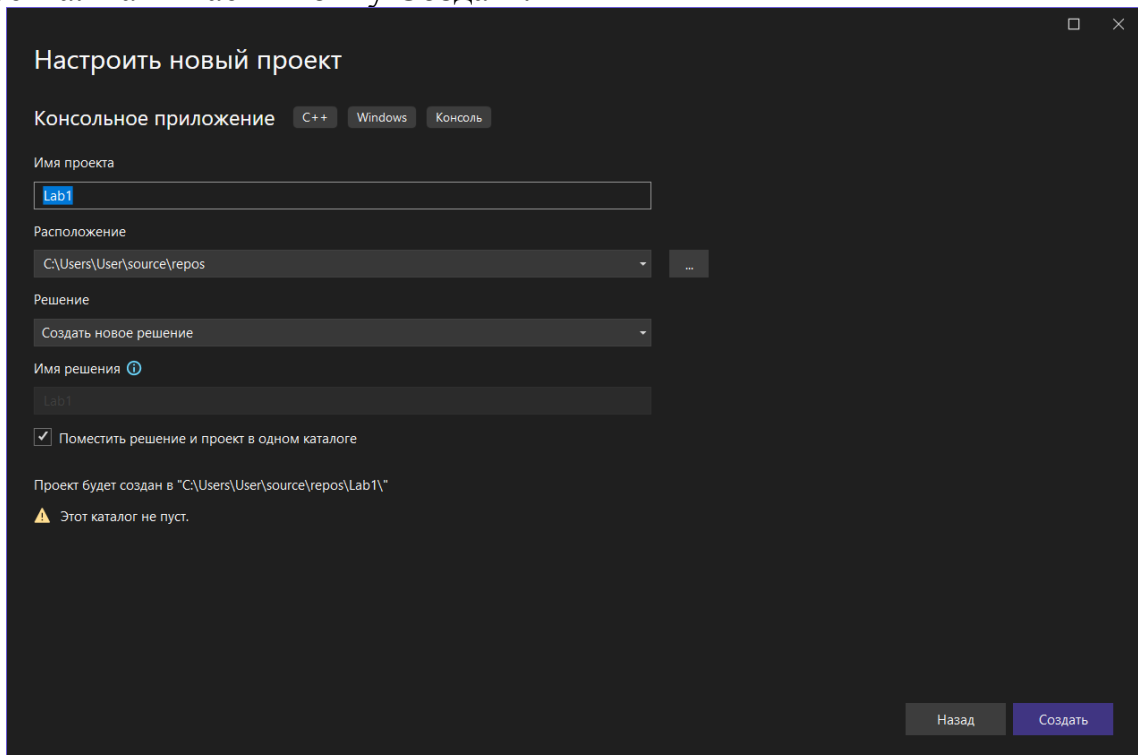 Настроить новый проект
Консольное приложение C++ Windows Консоль
Имя проекта
Lab1
Расположение
C:\Users\User\source\repos
...
Решение
Создать новое решение
Имя решения
Lab1
Поместить решение и проект в одном каталоге
Проект будет создан в "C:\Users\User\source\repos\Lab1\"
Этот каталог не пуст.
Назад Создать